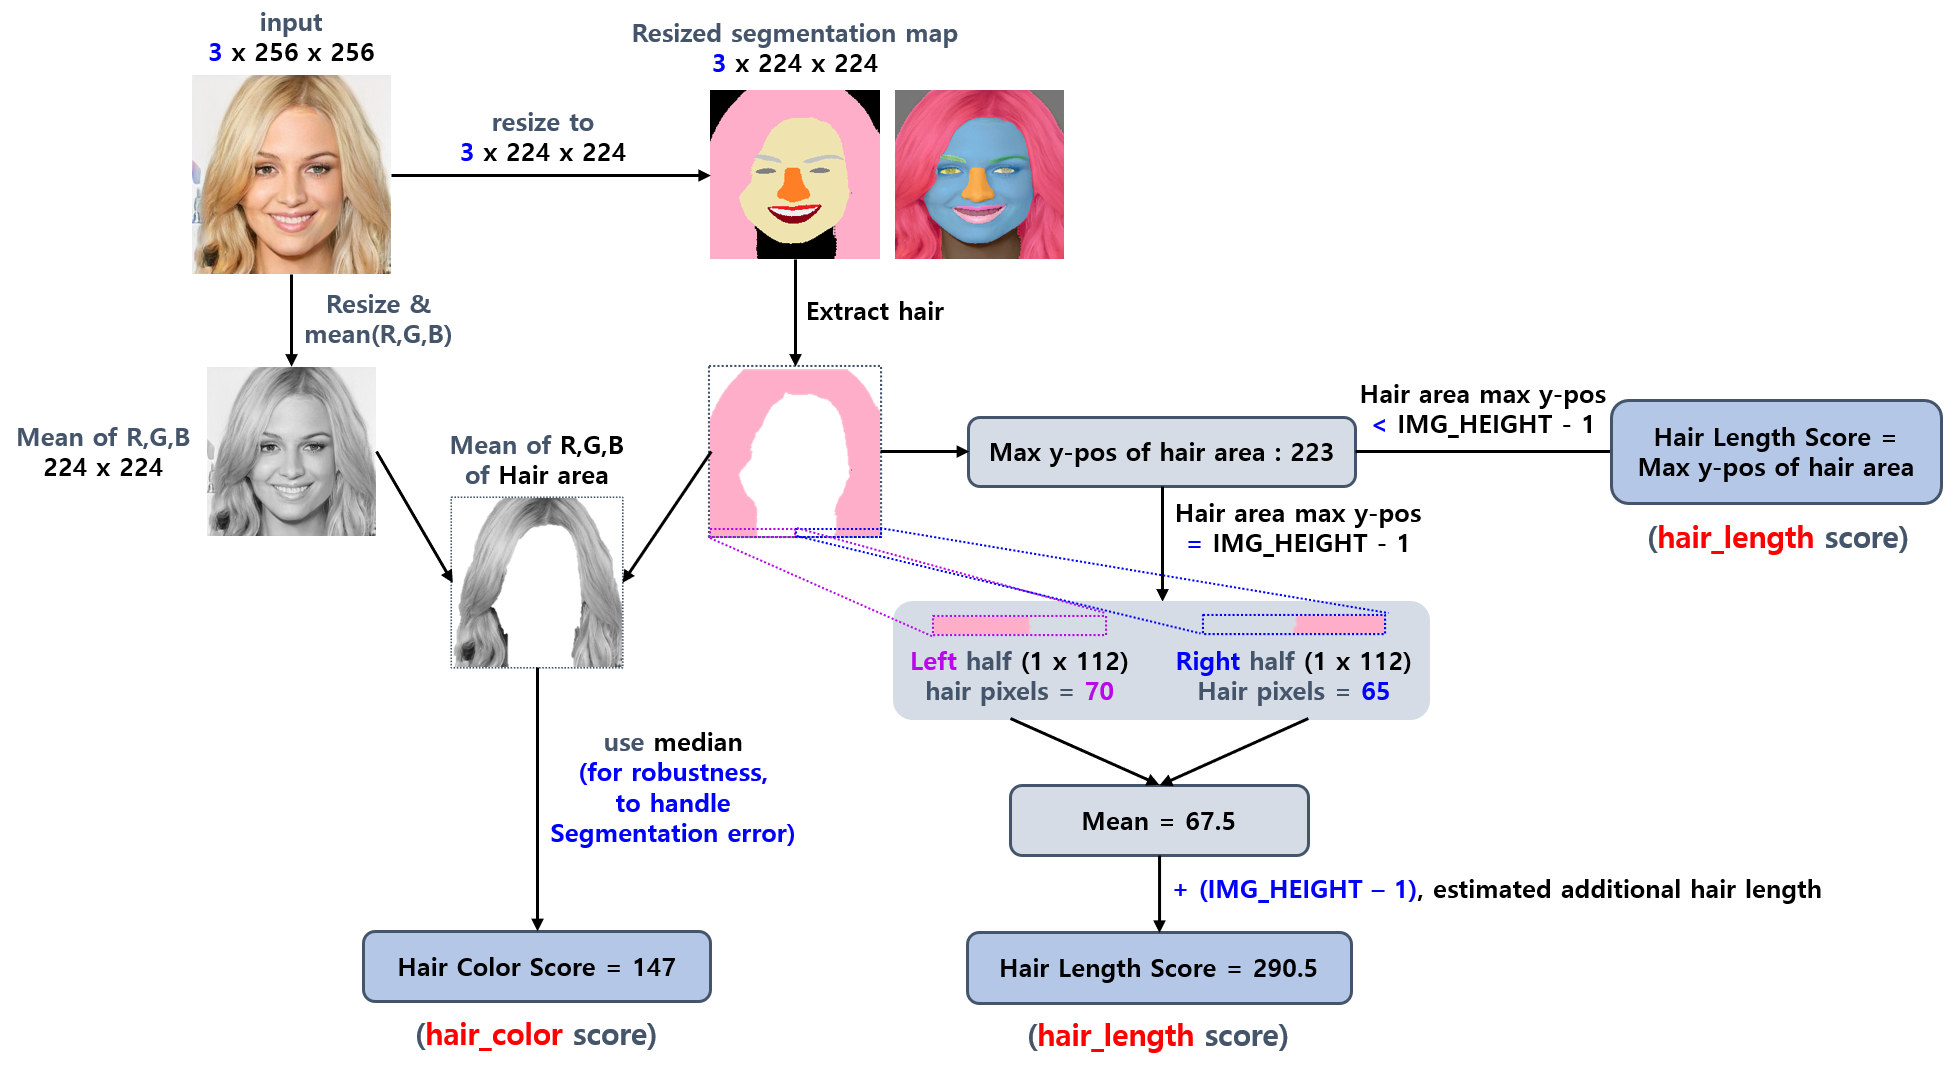 input
3 x 256 x 256
Resized segmentation map
3 x 224 x 224
resize to
3 x 224 x 224
Resize &
mean(R,G,B)
Extract hair
Mean of R,G,B
224 x 224
Mean of R,G,B
of Hair area
Max y-pos of hair area : 223
Hair area max y-pos
< IMG_HEIGHT - 1
Hair Length Score =
Max y-pos of hair area
(hair_length score)
Hair area max y-pos
= IMG_HEIGHT - 1
Left half (1 x 112)
hair pixels = 70
Right half (1 x 112)
Hair pixels = 65
use median
(for robustness,
to handle
Segmentation error)
Mean = 67.5
+ (IMG_HEIGHT – 1), estimated additional hair length
Hair Color Score = 147
(hair_color score)
Hair Length Score = 290.5
(hair_length score)